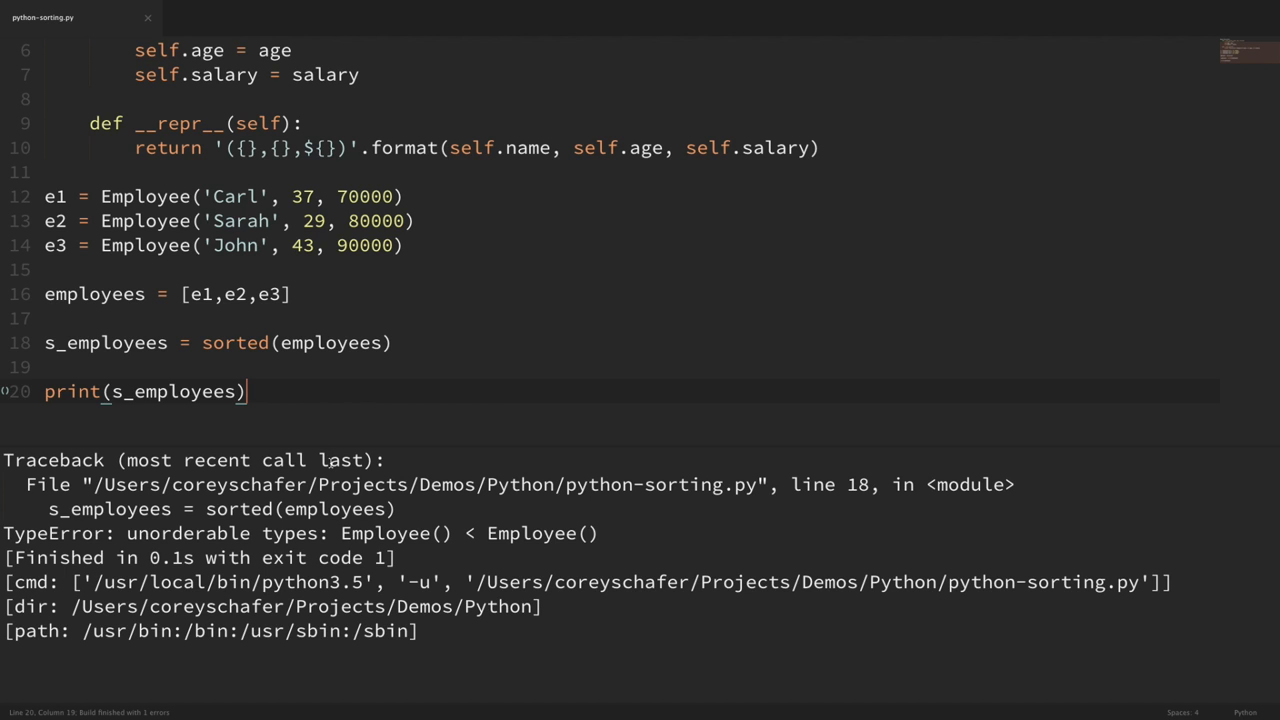 python-sorting.py ×
6 self.age = age
7 self.salary = salary
8
9 def __repr__(self):
10 return '({},{},${})'.format(self.name, self.age, self.salary)
11
12 e1 = Employee('Carl', 37, 70000)
13 e2 = Employee('Sarah', 29, 80000)
14 e3 = Employee('John', 43, 90000)
15
16 employees = [e1,e2,e3]
17
18 s_employees = sorted(employees)
19
20 print(s_employees)
Traceback (most recent call last):
File "/Users/coreyschafer/Projects/Demos/Python/python-sorting.py", line 18, in <module>
s_employees = sorted(employees)
TypeError: unorderable types: Employee() < Employee()
[Finished in 0.1s with exit code 1]
[cmd: ['/usr/local/bin/python3.5', '-u', '/Users/coreyschafer/Projects/Demos/Python/python-sorting.py']]
[dir: /Users/coreyschafer/Projects/Demos/Python]
[path: /usr/bin:/bin:/usr/sbin:/sbin]
Line 20, Column 19; Build finished with 1 errors Spaces: 4 Python